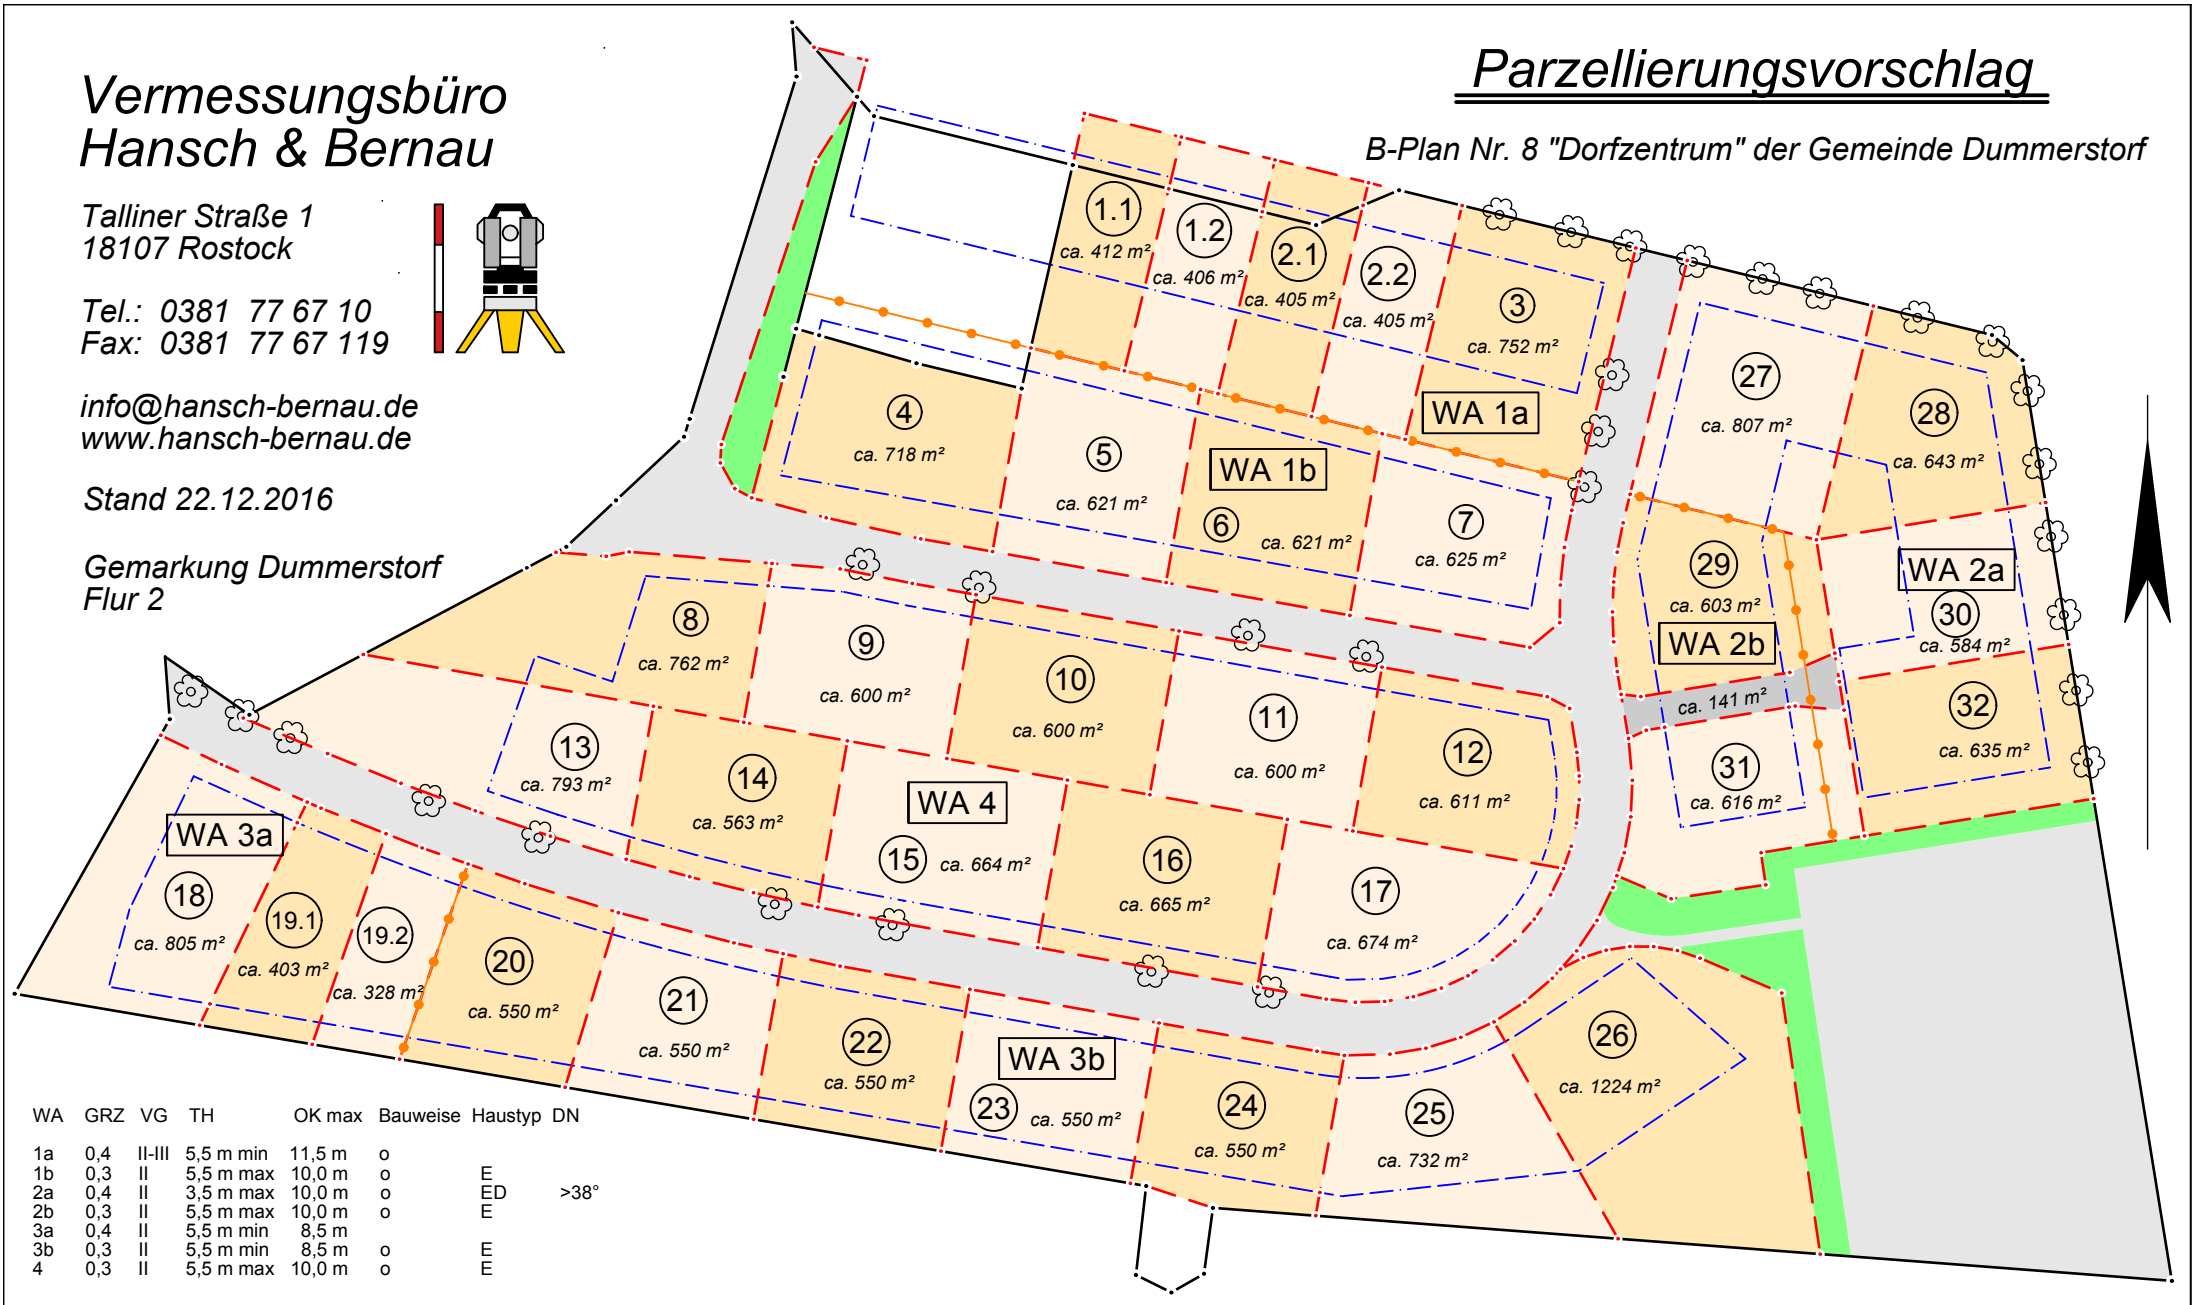 Vermessungsbüro
Hansch & Bernau
Talliner Straße 1
18107 Rostock
Tel.: 0381 77 67 10
Fax: 0381 77 67 119
info@hansch-bernau.de
www.hansch-bernau.de
Stand 22.12.2016
Gemarkung Dummerstorf
Flur 2
Parzellierungsvorschlag
B-Plan Nr. 8 "Dorfzentrum" der Gemeinde Dummerstorf
1.1
ca. 412 m²
1.2
ca. 406 m²
2.1
ca. 405 m²
2.2
ca. 405 m²
3
ca. 752 m²
WA 1a
4
ca. 718 m²
5
ca. 621 m²
WA 1b
6
ca. 621 m²
7
ca. 625 m²
27
ca. 807 m²
28
ca. 643 m²
29
ca. 603 m²
WA 2b
WA 2a
30
ca. 584 m²
ca. 141 m²
31
ca. 616 m²
32
ca. 635 m²
8
ca. 762 m²
9
ca. 600 m²
10
ca. 600 m²
11
ca. 600 m²
12
ca. 611 m²
13
ca. 793 m²
14
ca. 563 m²
WA 4
15
ca. 664 m²
16
ca. 665 m²
17
ca. 674 m²
WA 3a
18
ca. 805 m²
19.1
ca. 403 m²
19.2
ca. 328 m²
20
ca. 550 m²
21
ca. 550 m²
22
ca. 550 m²
WA 3b
23
ca. 550 m²
24
ca. 550 m²
25
ca. 732 m²
26
ca. 1224 m²
WA GRZ VG TH OK max Bauweise Haustyp DN
1a 0,4 II-III 5,5 m min 11,5 m o
1b 0,3 II 5,5 m max 10,0 m o E
2a 0,4 II 3,5 m max 10,0 m o ED >38°
2b 0,3 II 5,5 m max 10,0 m o E
3a 0,4 II 5,5 m min 8,5 m
3b 0,3 II 5,5 m min 8,5 m o E
4 0,3 II 5,5 m max 10,0 m o E